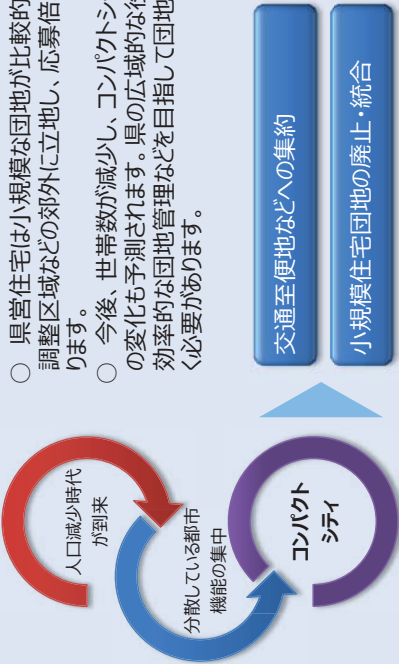 ○ 県営住宅は小規模な団地が比較的
調整区域などの郊外に立地し、応募倍
ります。
○ 今後、世帯数が減少し、コンパクトシ
の変化も予測されます。県の広域的な役
効率的な団地管理などを目指して団地
く必要があります。
人口減少時代
が到来
分散している都市
機能の集中
コンパクト
シティ
交通至便地などへの集約
小規模住宅団地の廃止・統合